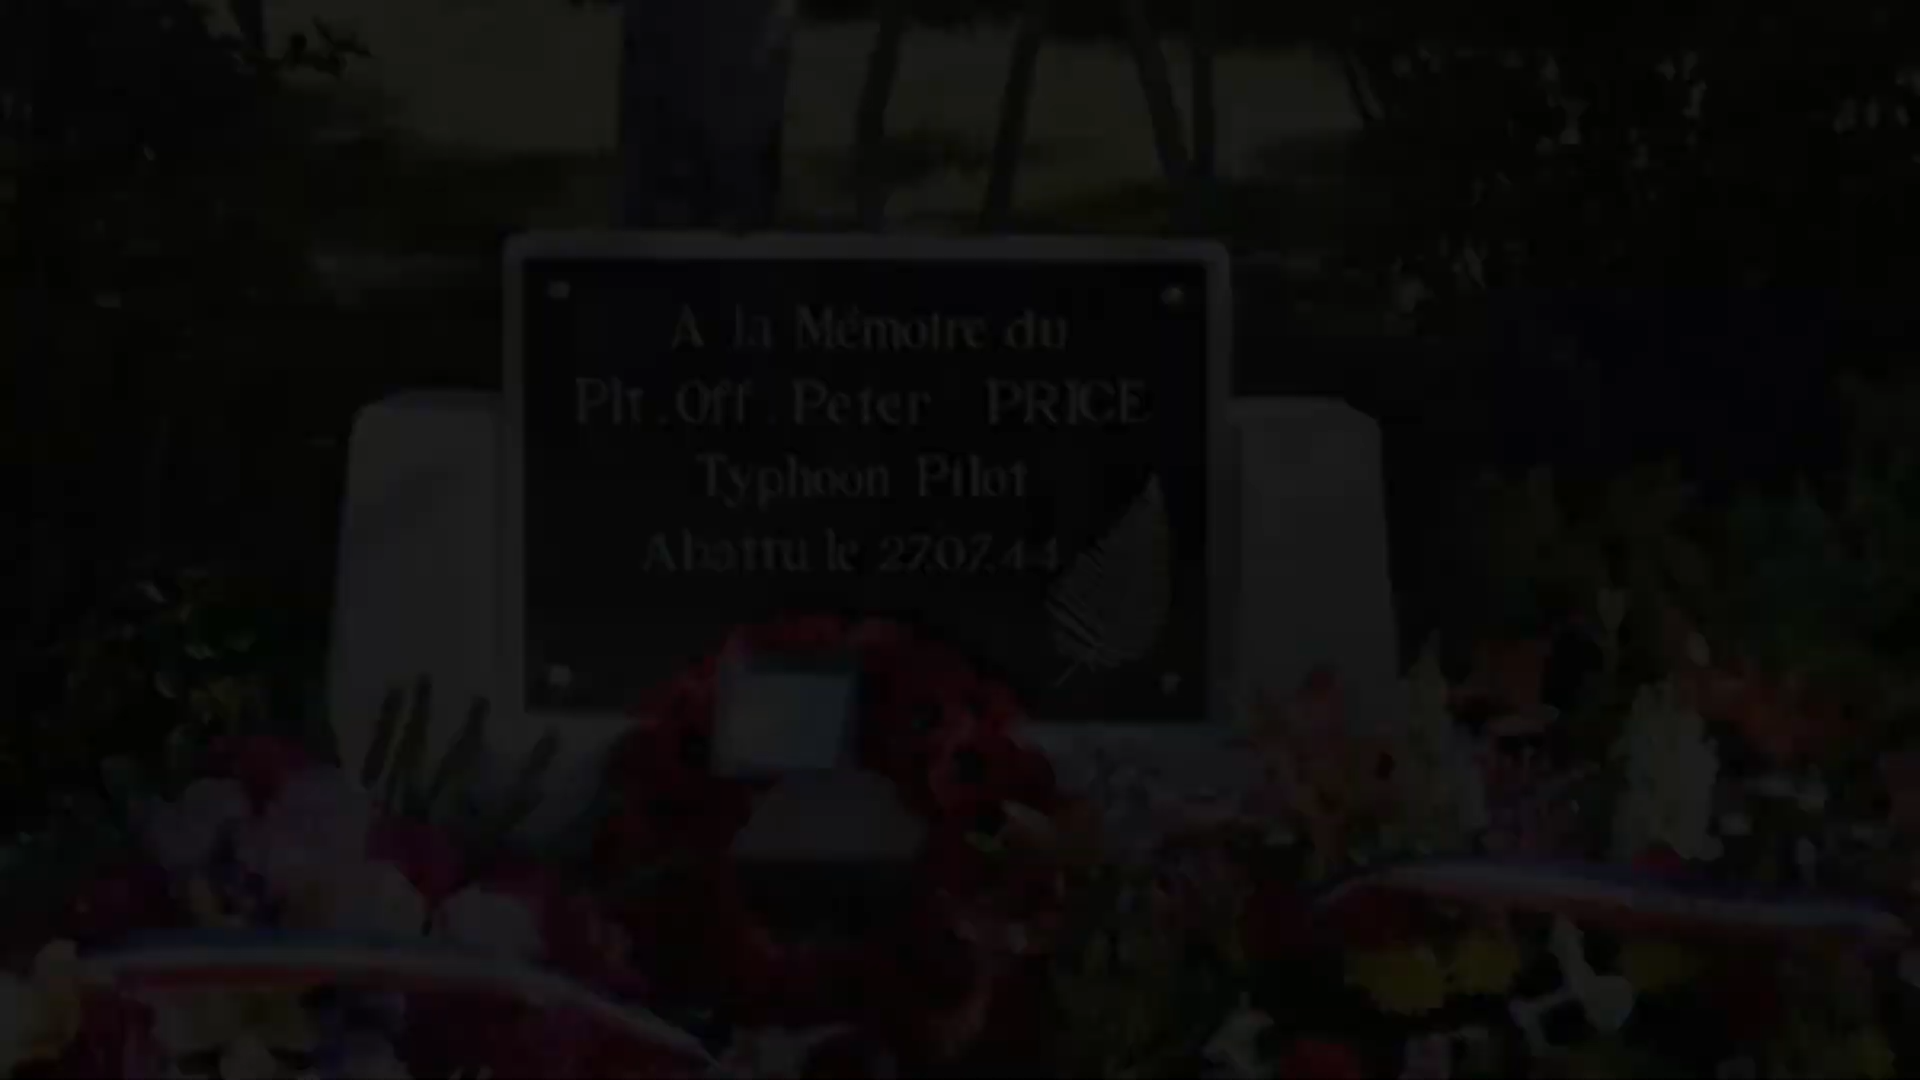 A la Mémoire du
Plt.Off.Peter PRICE
Typhoon Pilot
Abattu le 27.07.44